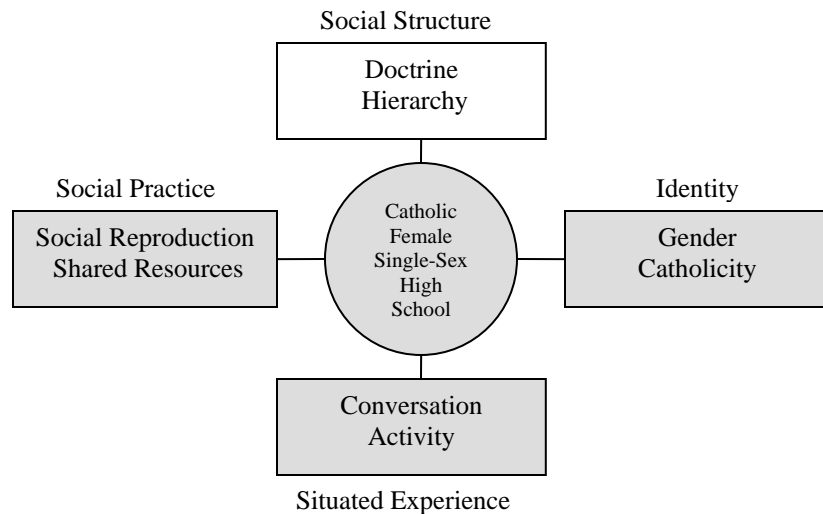 Social Structure
Doctrine
Hierarchy
Social Practice
Social Reproduction
Shared Resources
Catholic
Female
Single-Sex
High
School
Identity
Gender
Catholicity
Conversation
Activity
Situated Experience